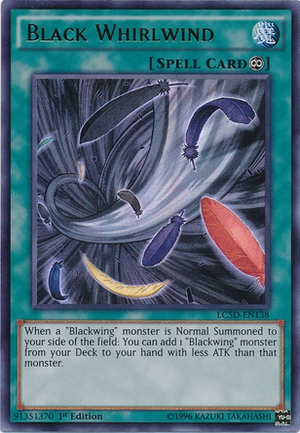 BLACK WHIRLWIND
[SPELL CARD∞]
LC5D-EN138
When a "Blackwing" monster is Normal Summoned to
your side of the field: You can add 1 "Blackwing" monster
from your Deck to your hand with less ATK than that
monster.
91351370 1st Edition
©1996 KAZUKI TAKAHASHI